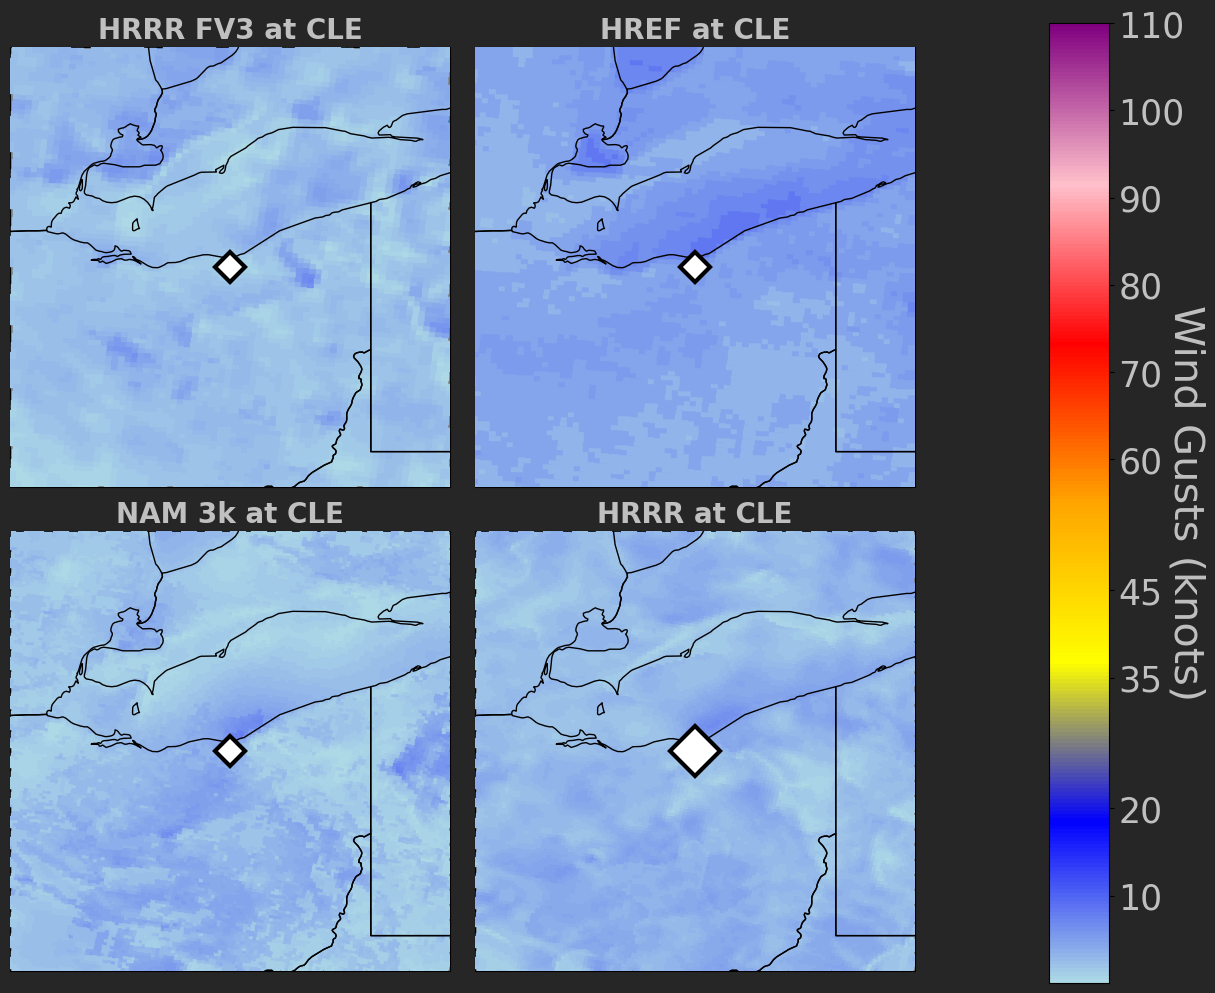 HRRR FV3 at CLE
HREF at CLE
NAM 3k at CLE
HRRR at CLE
110
100
90
80
70
60
45
35
20
10
Wind Gusts (knots)